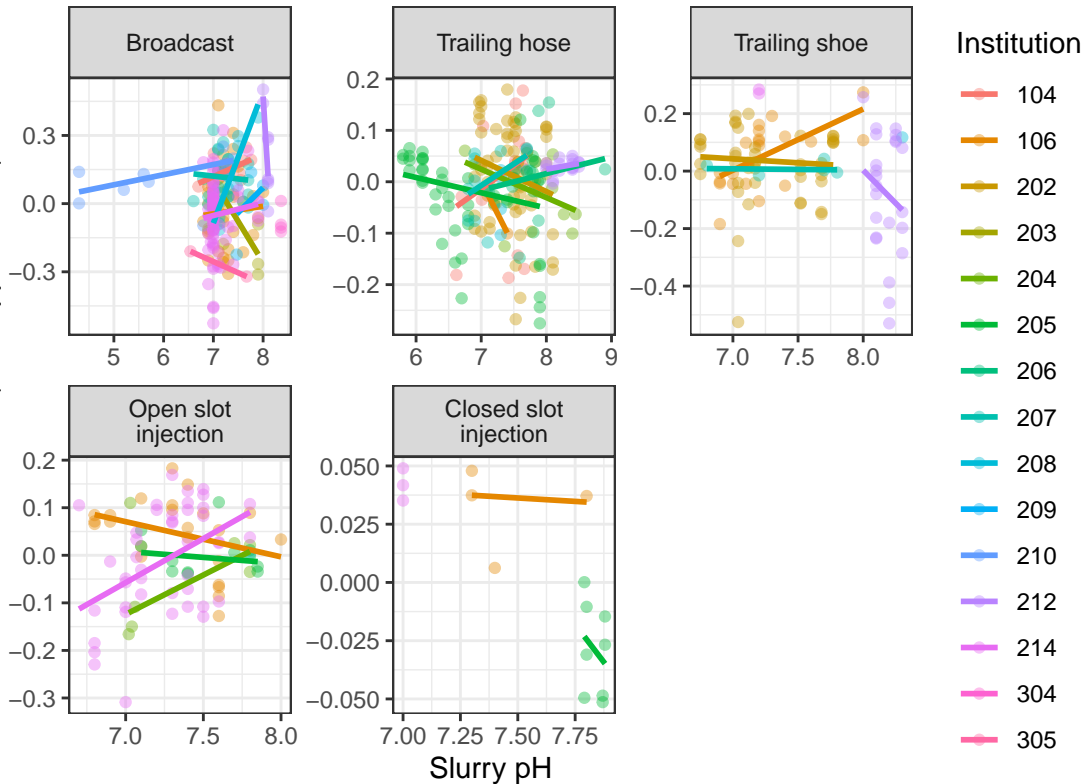 Broadcast
Trailing hose
Trailing shoe
Institution
0.3
0.0
−0.3
5 6 7 8
0.2
0.1
0.0
−0.1
−0.2
6 7 8 9
0.2
0.0
−0.2
−0.4
7.0 7.5 8.0
Open slot
injection
Closed slot
injection
0.2
0.1
0.0
−0.1
−0.2
−0.3
7.0 7.5 8.0
0.050
0.025
0.000
−0.025
−0.050
7.00 7.25 7.50 7.75
Slurry pH
104
106
202
203
204
205
206
207
208
209
210
212
214
304
305